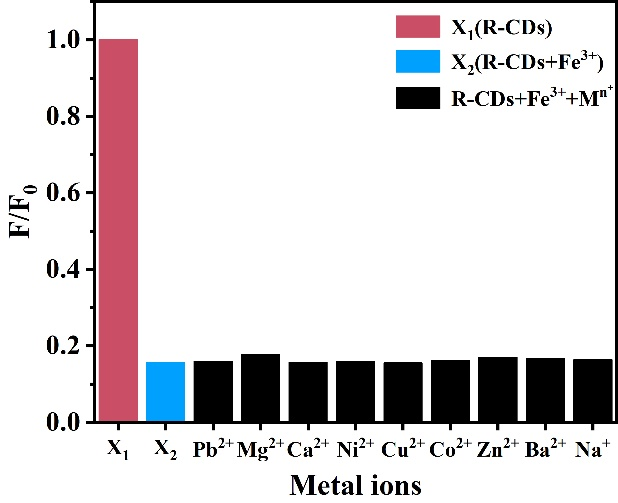 X₁(R-CDs)
X₂(R-CDs+Fe³⁺)
R-CDs+Fe³⁺+Mⁿ⁺
F/F₀
1.0
0.8
0.6
0.4
0.2
0.0
X₁ X₂ Pb²⁺ Mg²⁺ Ca²⁺ Ni²⁺ Cu²⁺ Co²⁺ Zn²⁺ Ba²⁺ Na⁺
Metal ions